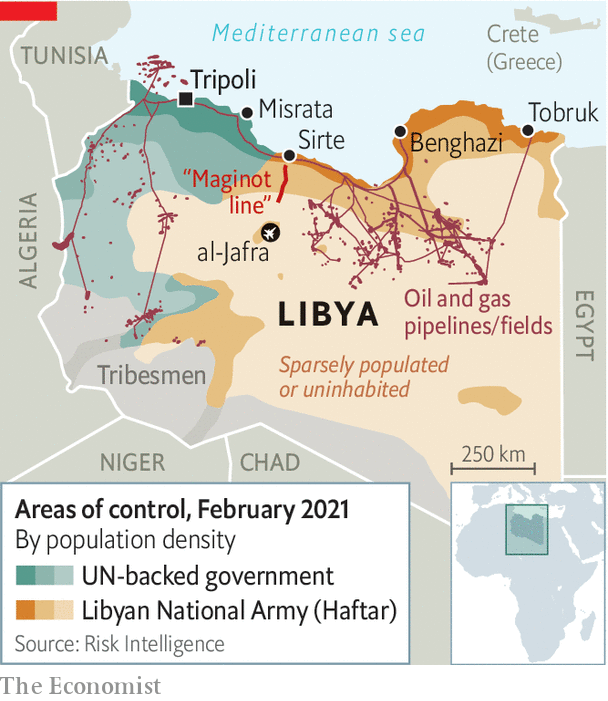 Mediterranean sea
Crete
(Greece)
TUNISIA
Tripoli
Misrata
Tobruk
Sirte
Benghazi
"Maginot
line"
ALGERIA
al-Jafra
LIBYA
Oil and gas
pipelines/fields
EGYPT
Sparsely populated
or uninhabited
Tribesmen
250 km
NIGER
CHAD
Areas of control, February 2021
By population density
UN-backed government
Libyan National Army (Haftar)
Source: Risk Intelligence
The Economist